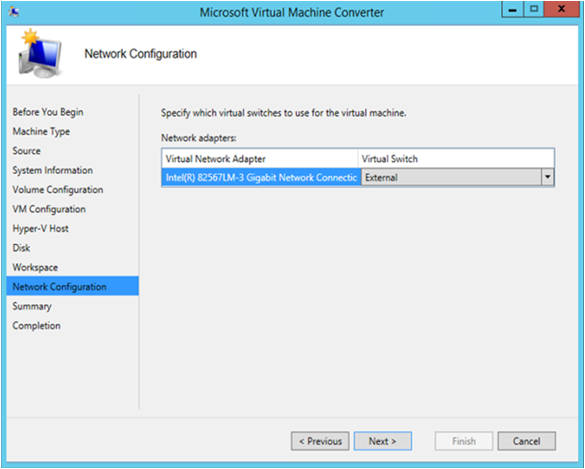 Microsoft Virtual Machine Converter
Network Configuration
Before You Begin
Machine Type
Source
System Information
Volume Configuration
VM Configuration
Hyper-V Host
Disk
Workspace
Network Configuration
Summary
Completion
Specify which virtual switches to use for the virtual machine.
Network adapters:
Virtual Network Adapter Virtual Switch
Intel(R) 82567LM-3 Gigabit Network Connectic External
< Previous Next > Finish Cancel